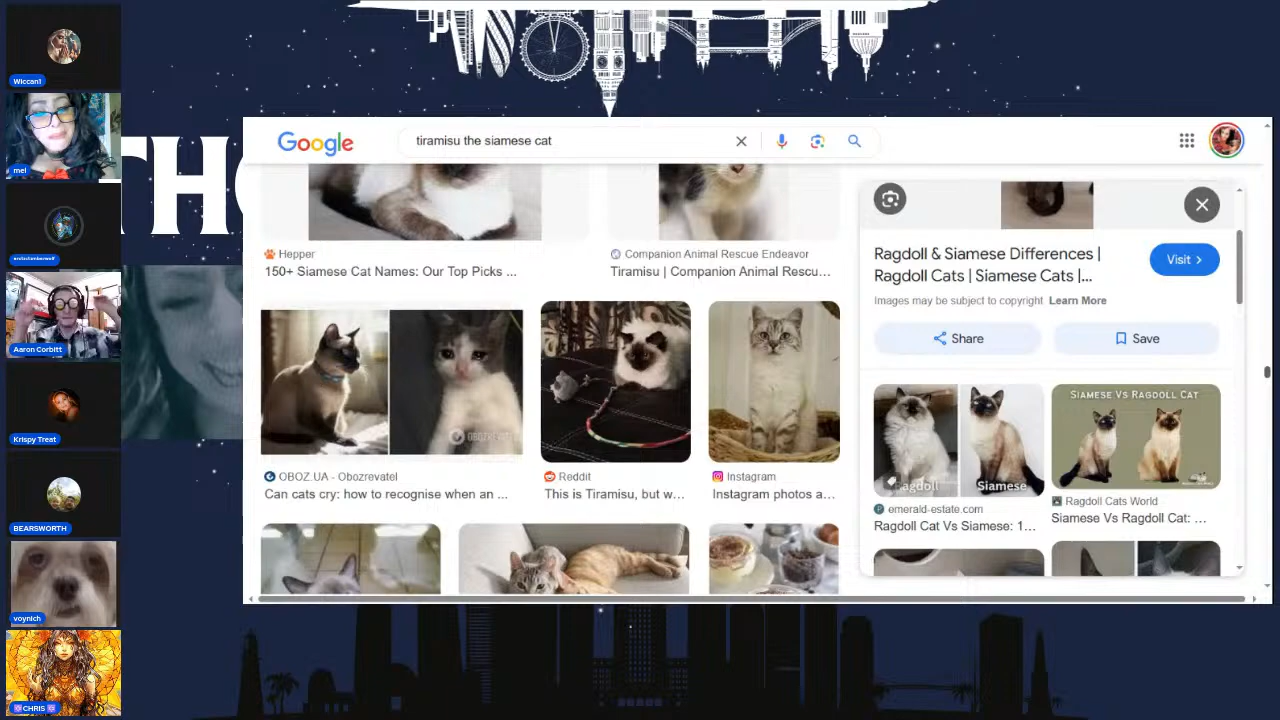 Wiccan1
mel
Aaron Corbitt
Krispy Treat
BEARSWORTH
voynich
CHRIS
TH
Google
tiramisu the siamese cat
Hepper
150+ Siamese Cat Names: Our Top Picks ...
Companion Animal Rescue Endeavor
Tiramisu | Companion Animal Rescu...
OBOZREVATEL
OBOZ.UA - Obozrevatel
Can cats cry: how to recognise when an ...
Reddit
This is Tiramisu, but w...
Instagram
Instagram photos a...
Ragdoll & Siamese Differences |
Ragdoll Cats | Siamese Cats |...
Visit
Images may be subject to copyright Learn More
Share
Save
Ragdoll
Siamese
emerald-estate.com
Ragdoll Cat Vs Siamese: 1...
SIAMESE VS RAGDOLL CAT
Ragdoll Cats World
Siamese Vs Ragdoll Cat: ...